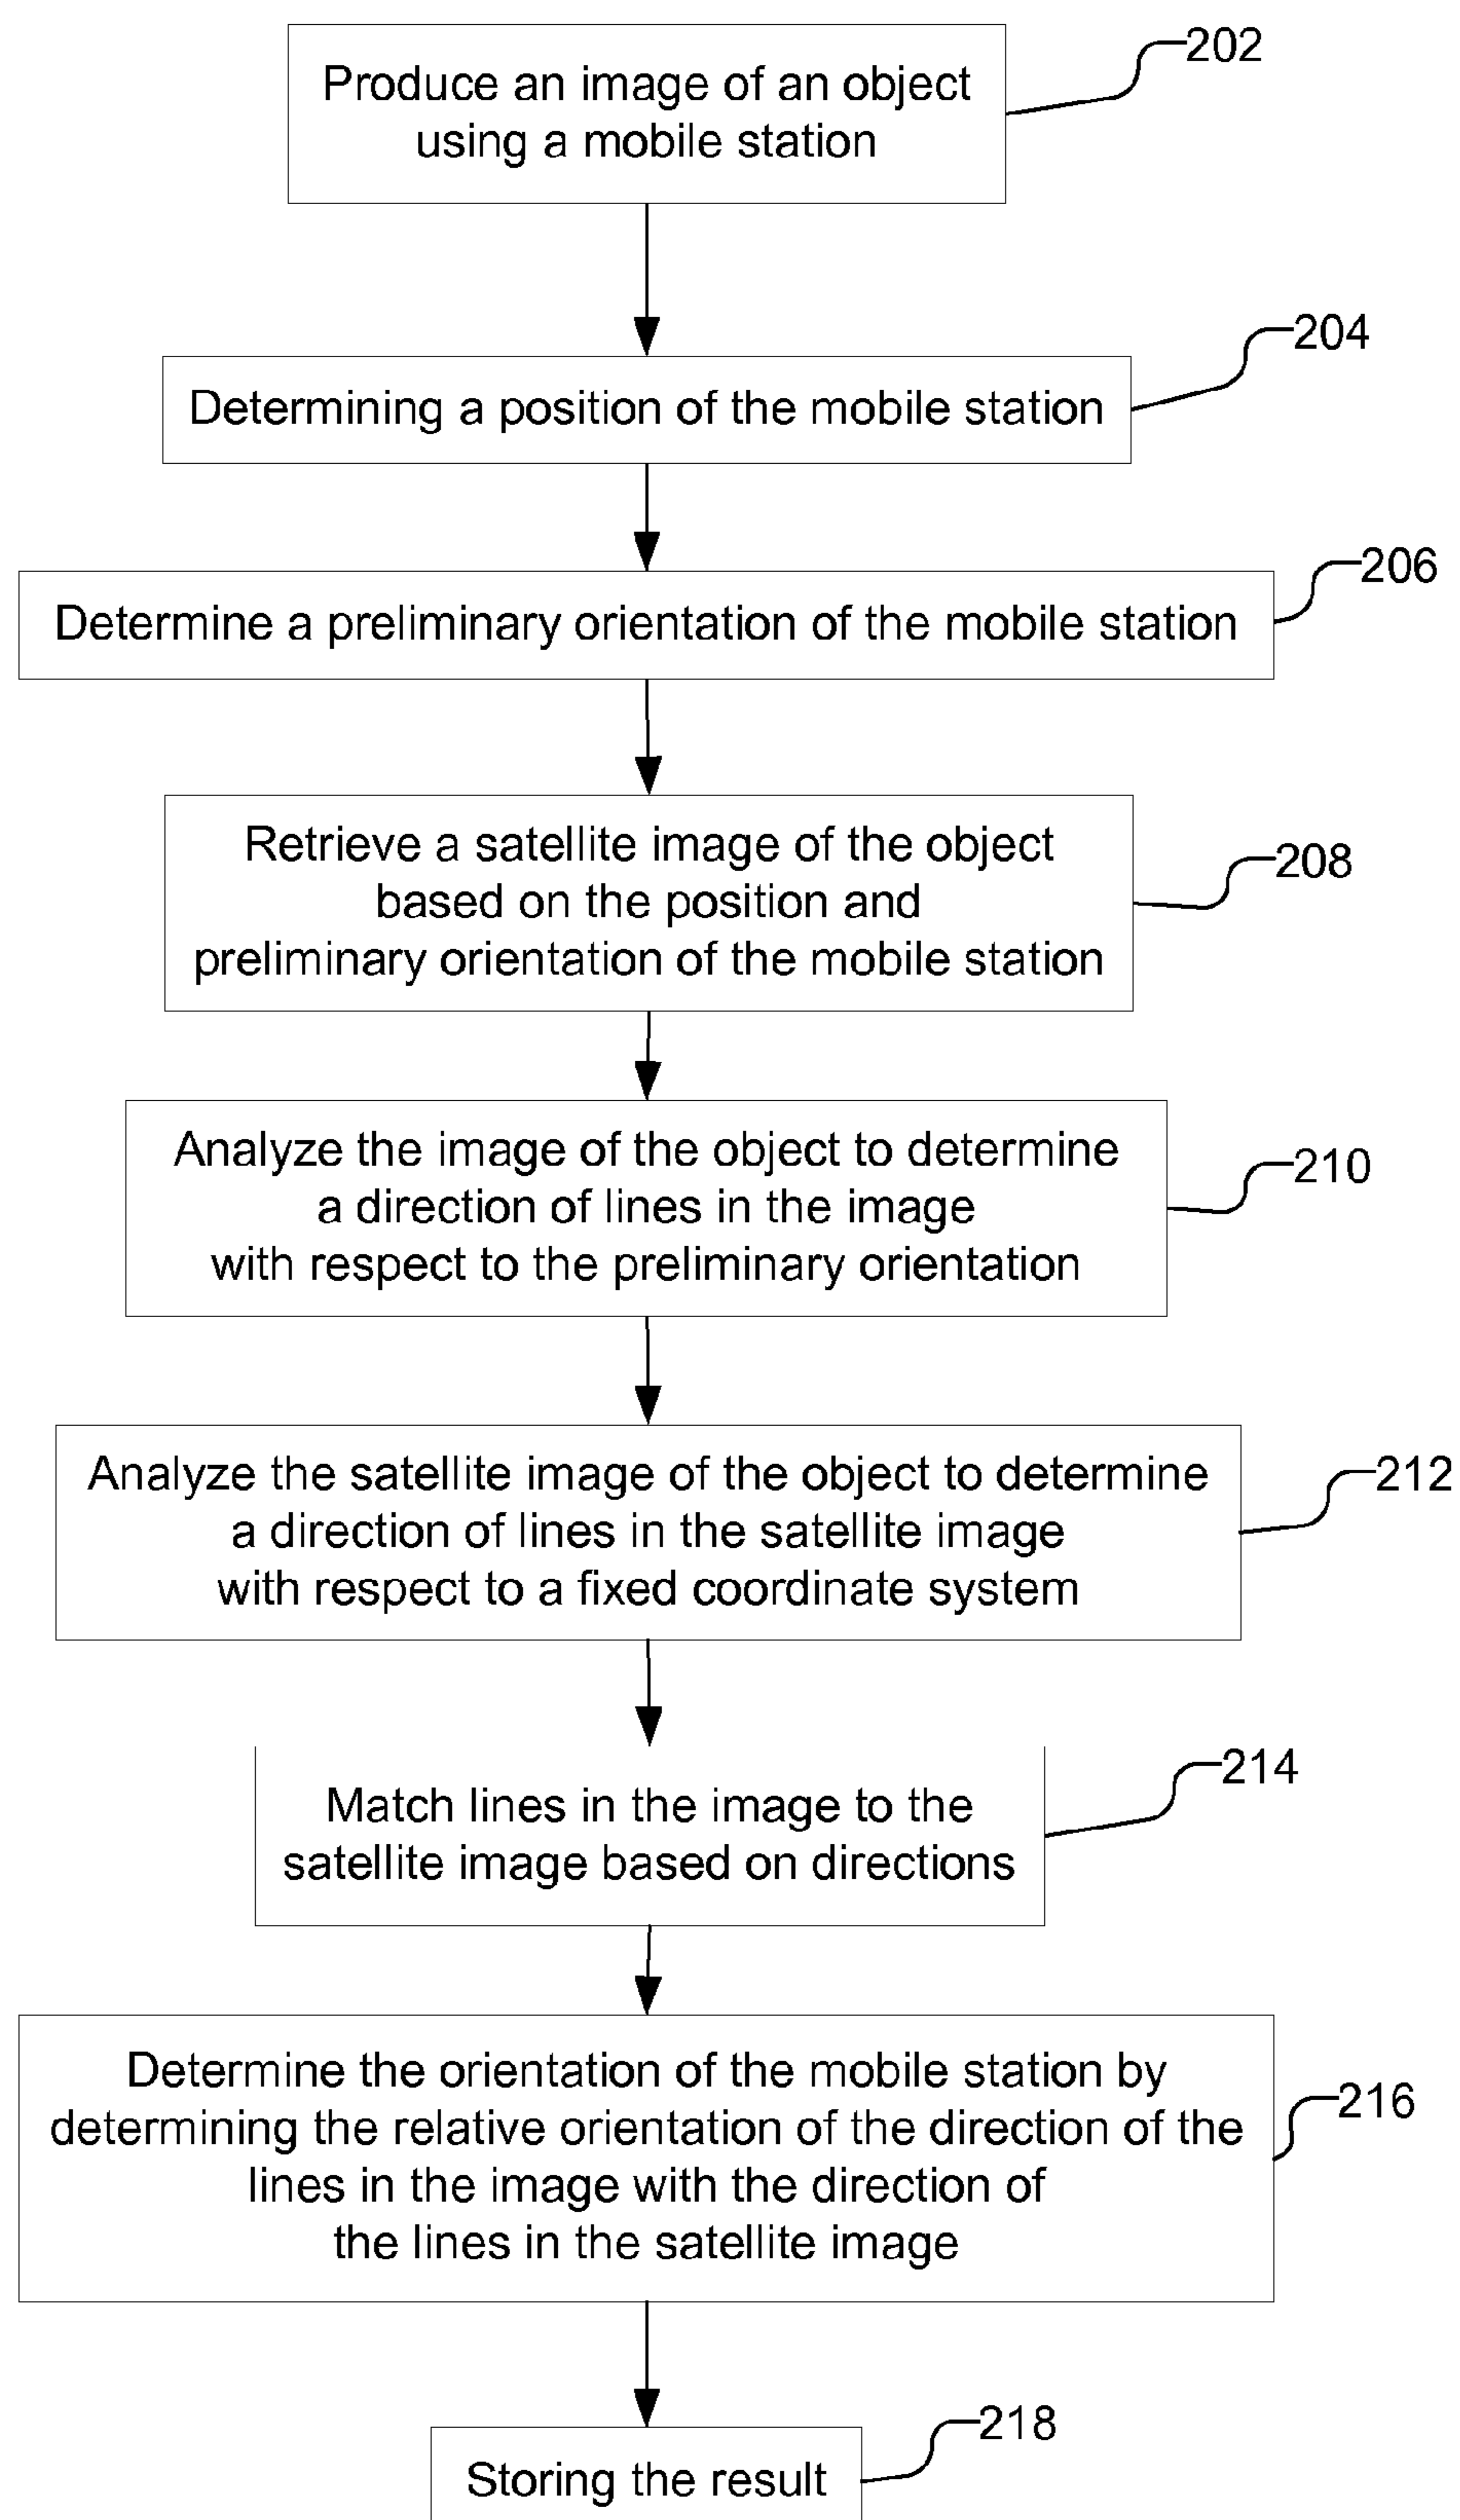 202
Produce an image of an object
using a mobile station
204
Determining a position of the mobile station
206
Determine a preliminary orientation of the mobile station
208
Retrieve a satellite image of the object
based on the position and
preliminary orientation of the mobile station
210
Analyze the image of the object to determine
a direction of lines in the image
with respect to the preliminary orientation
212
Analyze the satellite image of the object to determine
a direction of lines in the satellite image
with respect to a fixed coordinate system
214
Match lines in the image to the
satellite image based on directions
216
Determine the orientation of the mobile station by
determining the relative orientation of the direction of the
lines in the image with the direction of
the lines in the satellite image
218
Storing the result